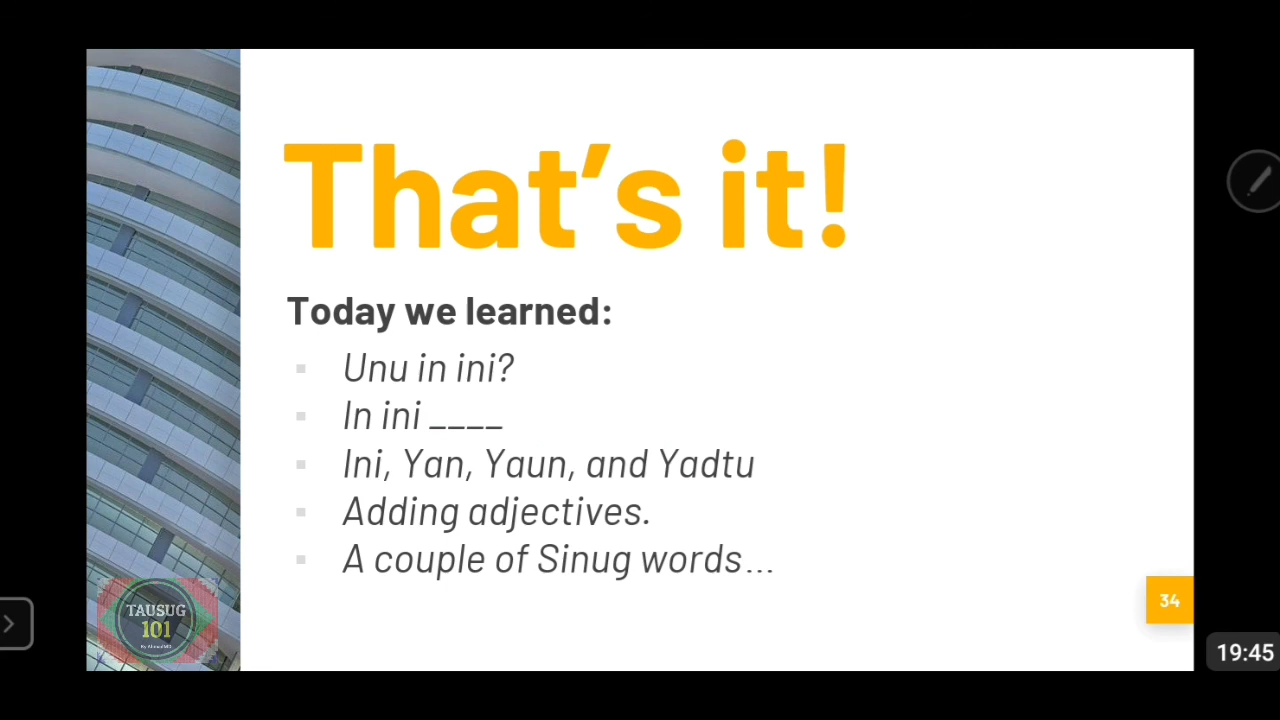 That's it!
Today we learned:
Unu in ini?
In ini ____
Ini, Yan, Yaun, and Yadtu
Adding adjectives.
A couple of Sinug words...
TAUSUG
101
34
19:45